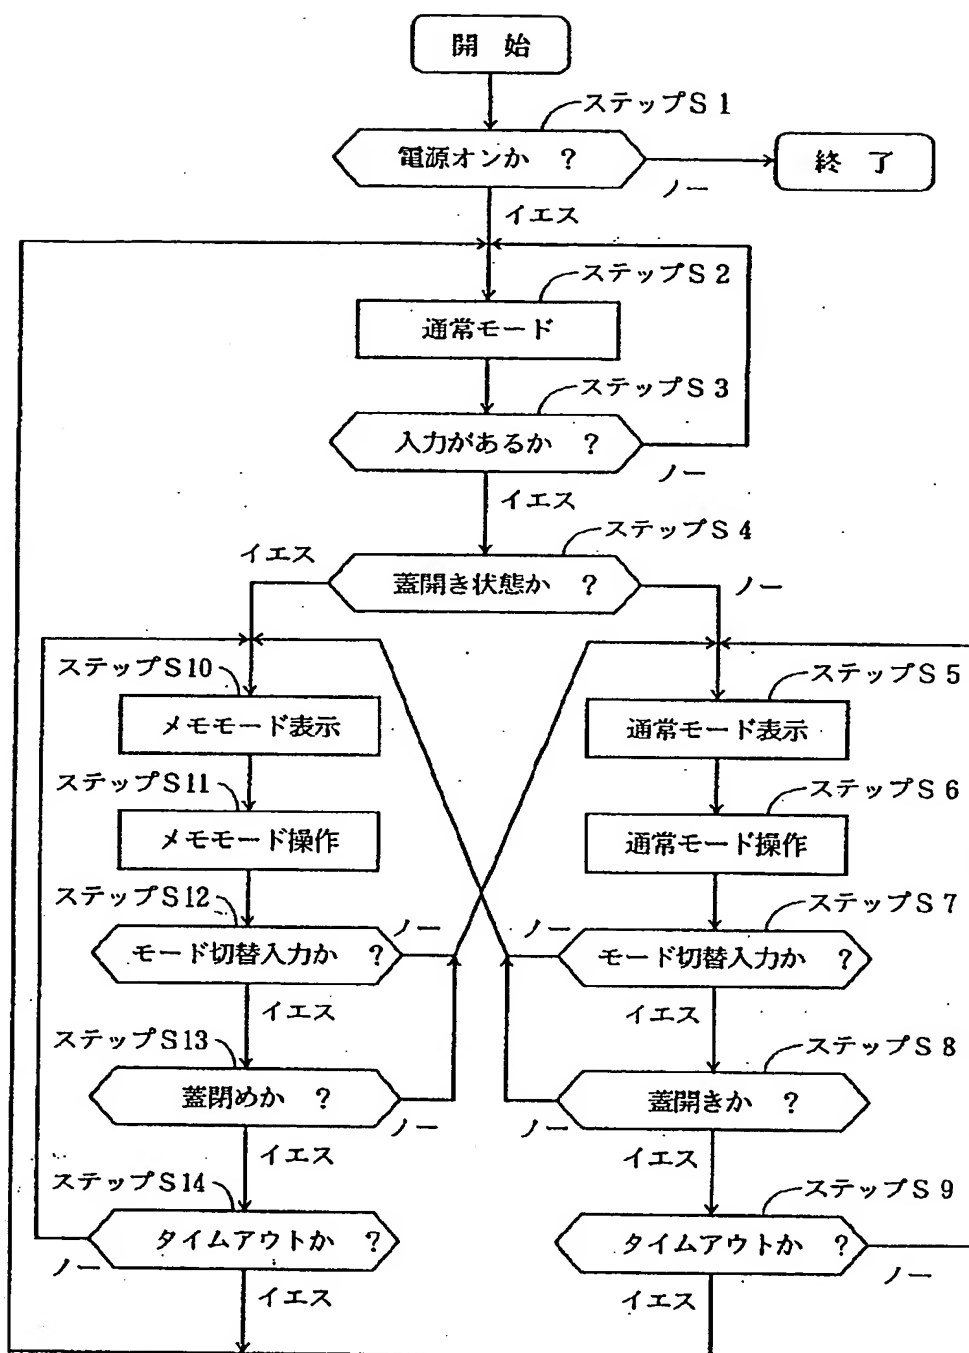 開 始
ステップS 1
電源オンか ?
終 了
ノー
イエス
ステップS 2
通常モード
ステップS 3
入力があるか ?
ノー
イエス
ステップS 4
イエス
蓋開き状態か ?
ノー
ステップS10
メモモード表示
ステップS11
メモモード操作
ステップS12
モード切替入力か ?
ノー
イエス
ステップS13
蓋閉めか ?
ノー
イエス
ステップS14
タイムアウトか ?
ノー
イエス
ステップS 5
通常モード表示
ステップS 6
通常モード操作
ステップS 7
ノー
モード切替入力か ?
イエス
ステップS 8
蓋開きか ?
ノー
イエス
ステップS 9
タイムアウトか ?
ノー
イエス